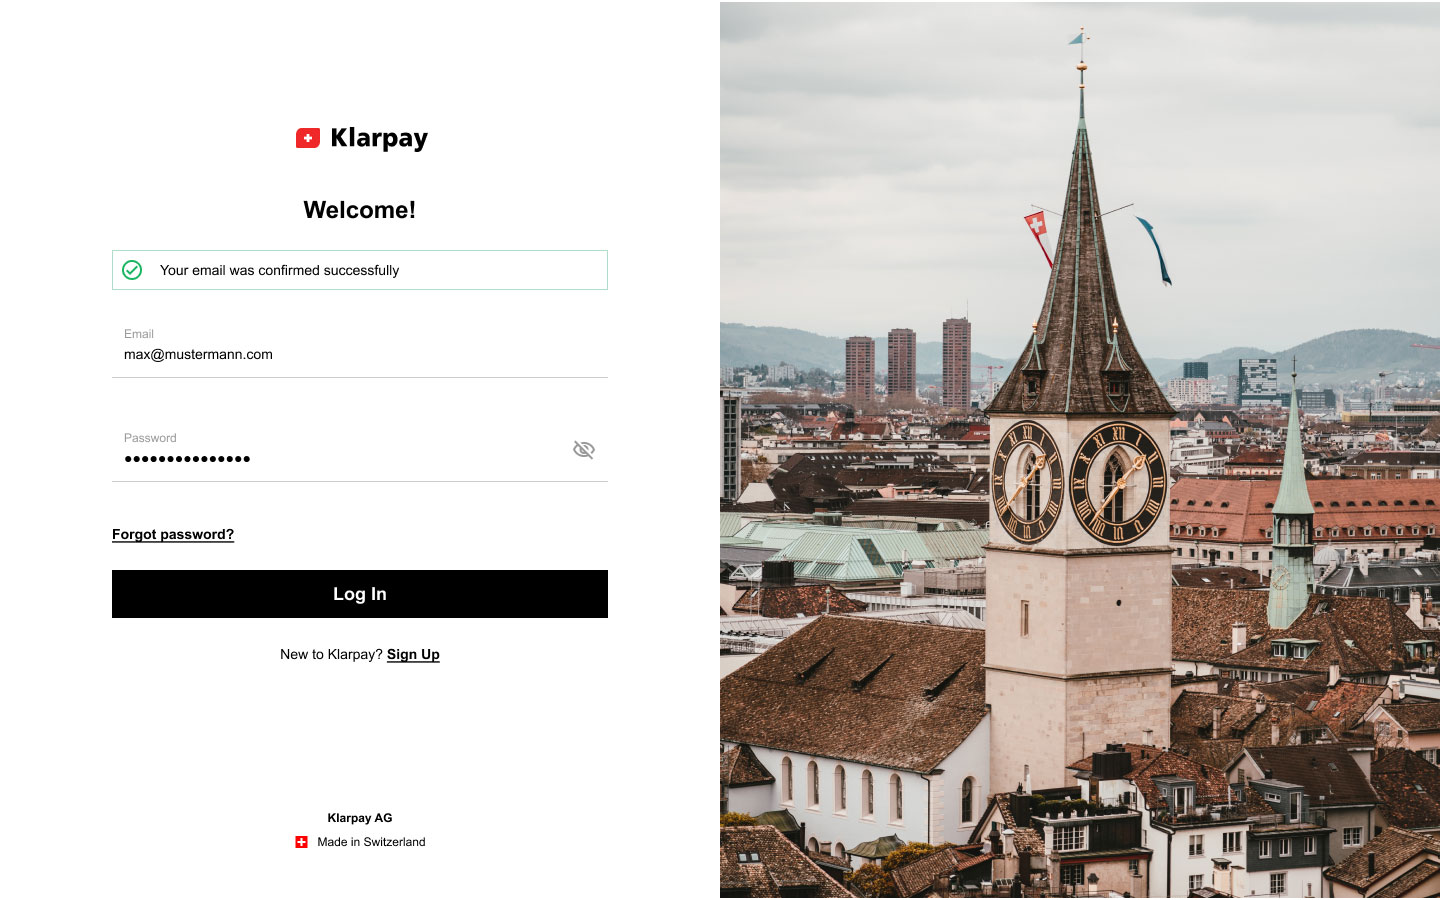 Klarpay
Welcome!
Your email was confirmed successfully
Email
max@mustermann.com
Password
•••••••••••••••
Forgot password?
Log In
New to Klarpay? Sign Up
Klarpay AG
Made in Switzerland